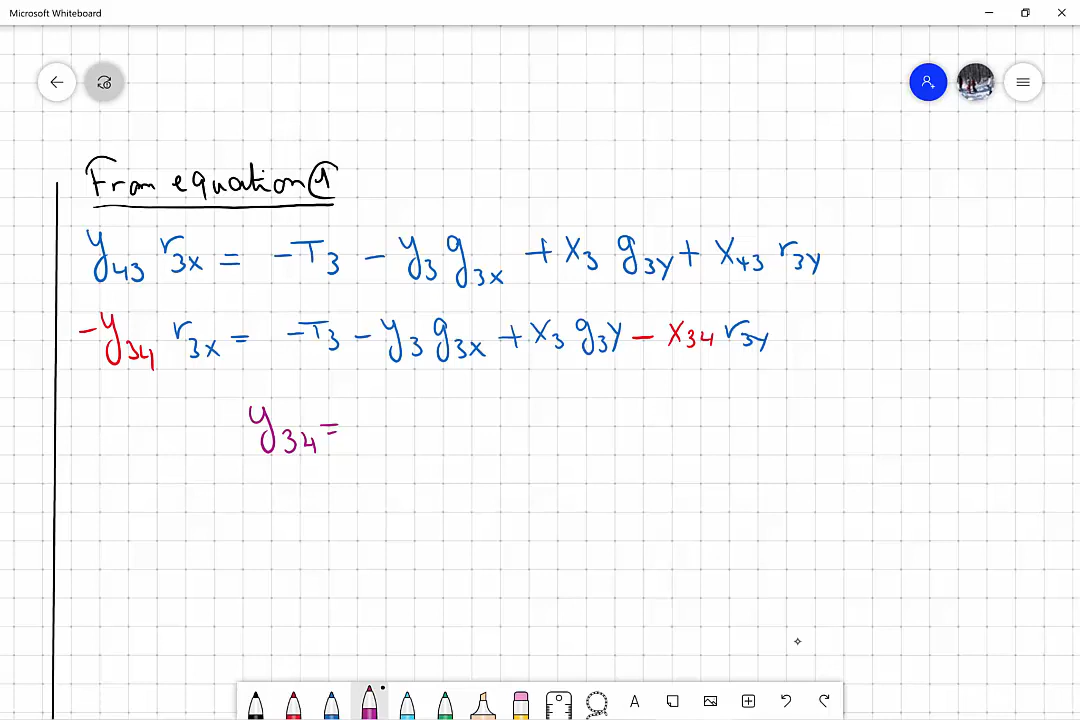 Microsoft Whiteboard
From equation ①
y₄₃ r₃ₓ = -T₃ - y₃ g₃ₓ + x₃ g₃y + x₄₃ r₃y
-y₃₄ r₃ₓ = -T₃ - y₃ g₃ₓ + x₃ g₃y - x₃₄ r₃y
y₃₄ =
A